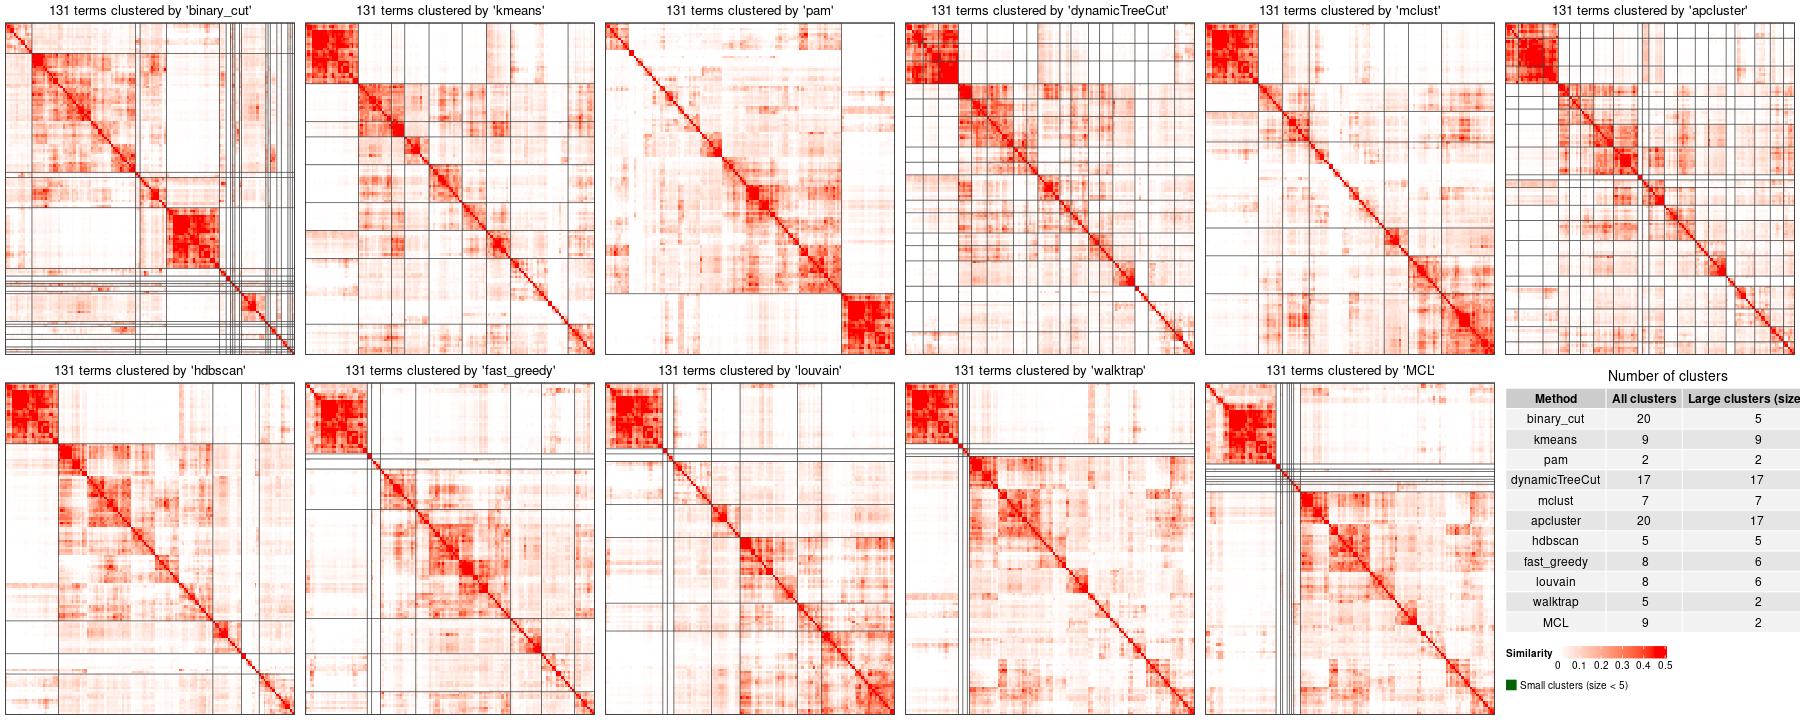 131 terms clustered by 'binary_cut'
131 terms clustered by 'kmeans'
131 terms clustered by 'pam'
131 terms clustered by 'dynamicTreeCut'
131 terms clustered by 'mclust'
131 terms clustered by 'apcluster'
131 terms clustered by 'hdbscan'
131 terms clustered by 'fast_greedy'
131 terms clustered by 'louvain'
131 terms clustered by 'walktrap'
131 terms clustered by 'MCL'
Number of clusters
Method All clusters Large clusters (size
binary_cut 20 5
kmeans 9 9
pam 2 2
dynamicTreeCut 17 17
mclust 7 7
apcluster 20 17
hdbscan 5 5
fast_greedy 8 6
louvain 8 6
walktrap 5 2
MCL 9 2
Similarity
0 0.1 0.2 0.3 0.4 0.5
Small clusters (size < 5)